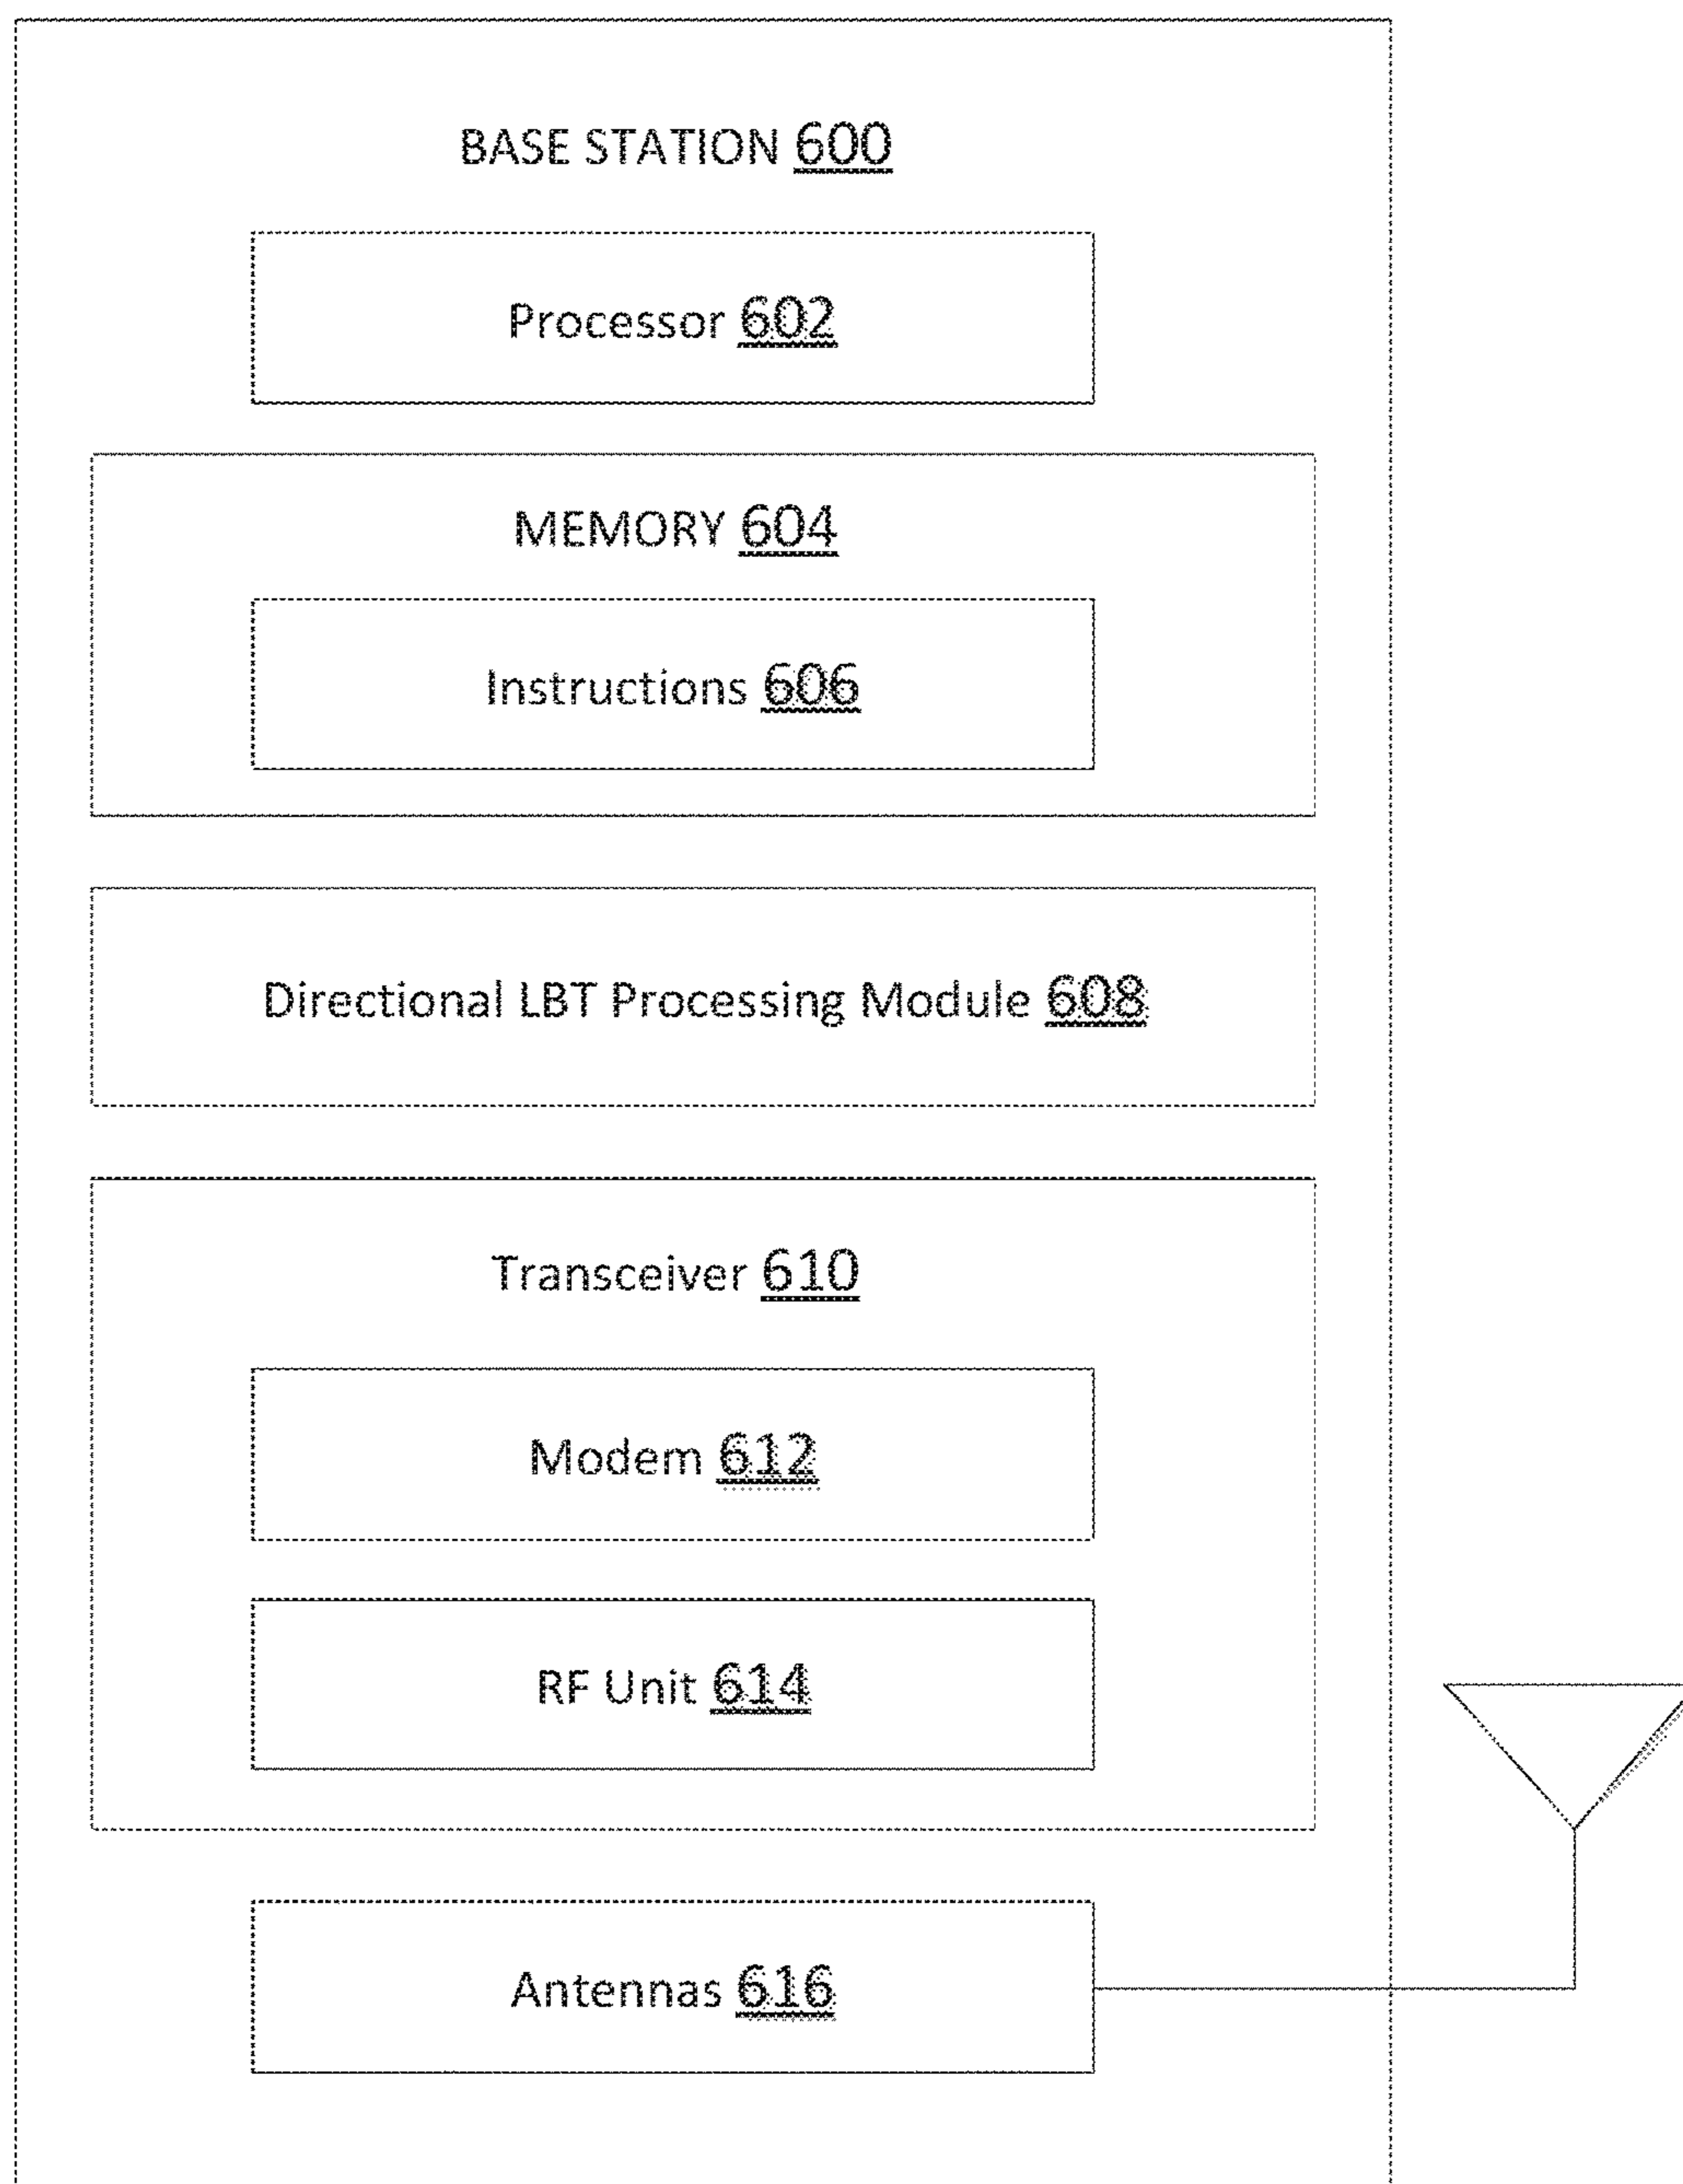 BASE STATION 600
Processor 602
MEMORY 604
Instructions 606
Directional LBT Processing Module 608
Transceiver 610
Modem 612
RF Unit 614
Antennas 616